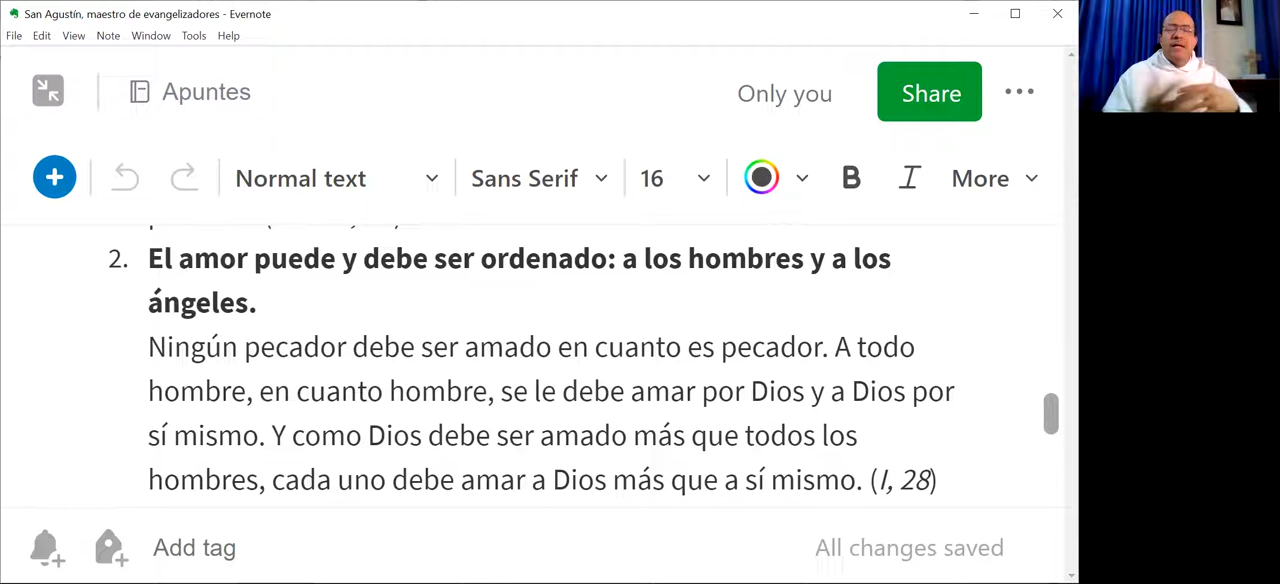 San Agustín, maestro de evangelizadores - Evernote
File Edit View Note Window Tools Help
Apuntes Only you Share
Normal text Sans Serif 16 B I More
2. El amor puede y debe ser ordenado: a los hombres y a los
ángeles.
Ningún pecador debe ser amado en cuanto es pecador. A todo
hombre, en cuanto hombre, se le debe amar por Dios y a Dios por
sí mismo. Y como Dios debe ser amado más que todos los
hombres, cada uno debe amar a Dios más que a sí mismo. (I, 28)
Add tag All changes saved